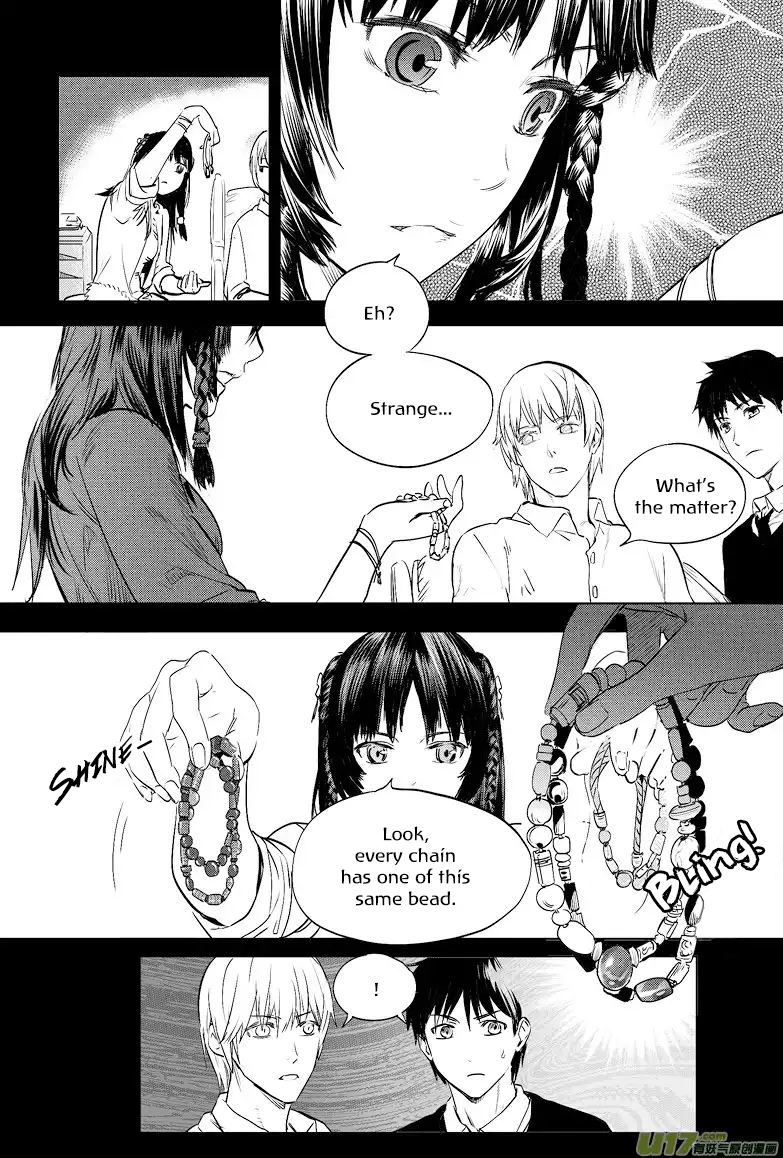 Eh?
Strange...
What's
the matter?
SHINE–
Look,
every chain
has one of this
same bead.
BLing!
!
U17.com
有妖气原创漫画